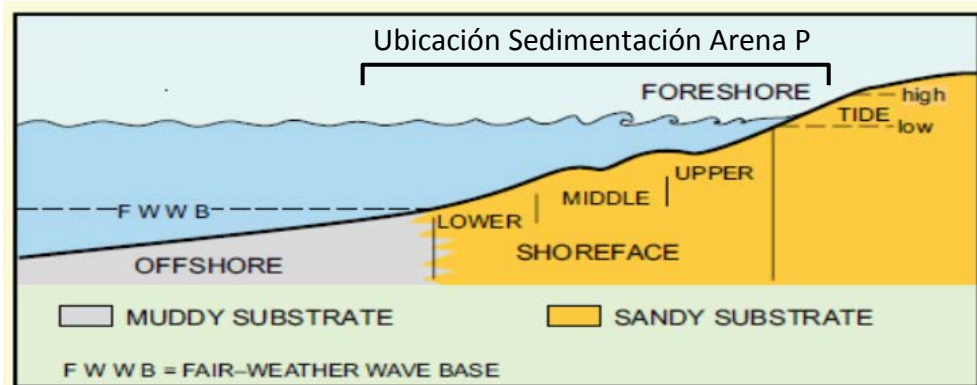 Ubicación Sedimentación Arena P
FORESHORE
high
TIDE
low
UPPER
MIDDLE
F W W B
LOWER
SHOREFACE
OFFSHORE
MUDDY SUBSTRATE
SANDY SUBSTRATE
F W W B = FAIR–WEATHER WAVE BASE